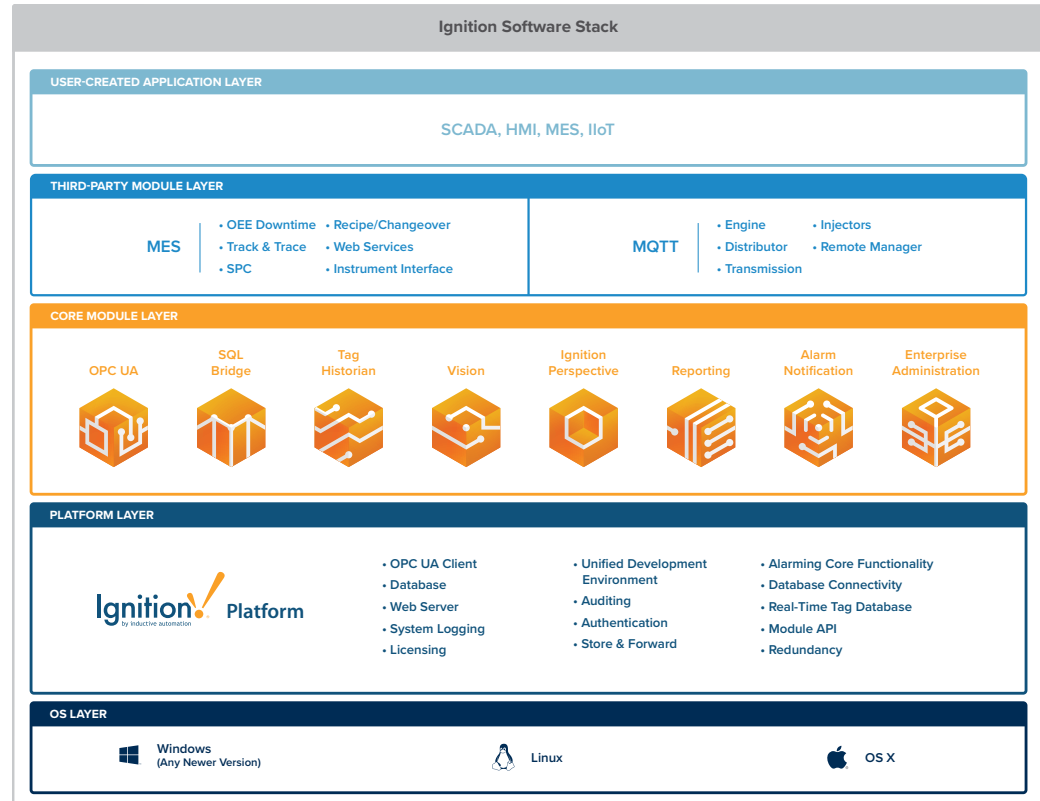 Ignition Software Stack
USER-CREATED APPLICATION LAYER
SCADA, HMI, MES, IIoT
THIRD-PARTY MODULE LAYER
MES
• OEE Downtime
• Track & Trace
• SPC
• Recipe/Changeover
• Web Services
• Instrument Interface
MQTT
• Engine
• Distributor
• Transmission
• Injectors
• Remote Manager
CORE MODULE LAYER
OPC UA
SQL
Bridge
Tag
Historian
Vision
Ignition
Perspective
Reporting
Alarm
Notification
Enterprise
Administration
PLATFORM LAYER
Ignition! Platform
by inductive automation
• OPC UA Client
• Database
• Web Server
• System Logging
• Licensing
• Unified Development
Environment
• Auditing
• Authentication
• Store & Forward
• Alarming Core Functionality
• Database Connectivity
• Real-Time Tag Database
• Module API
• Redundancy
OS LAYER
Windows
(Any Newer Version)
Linux
OS X